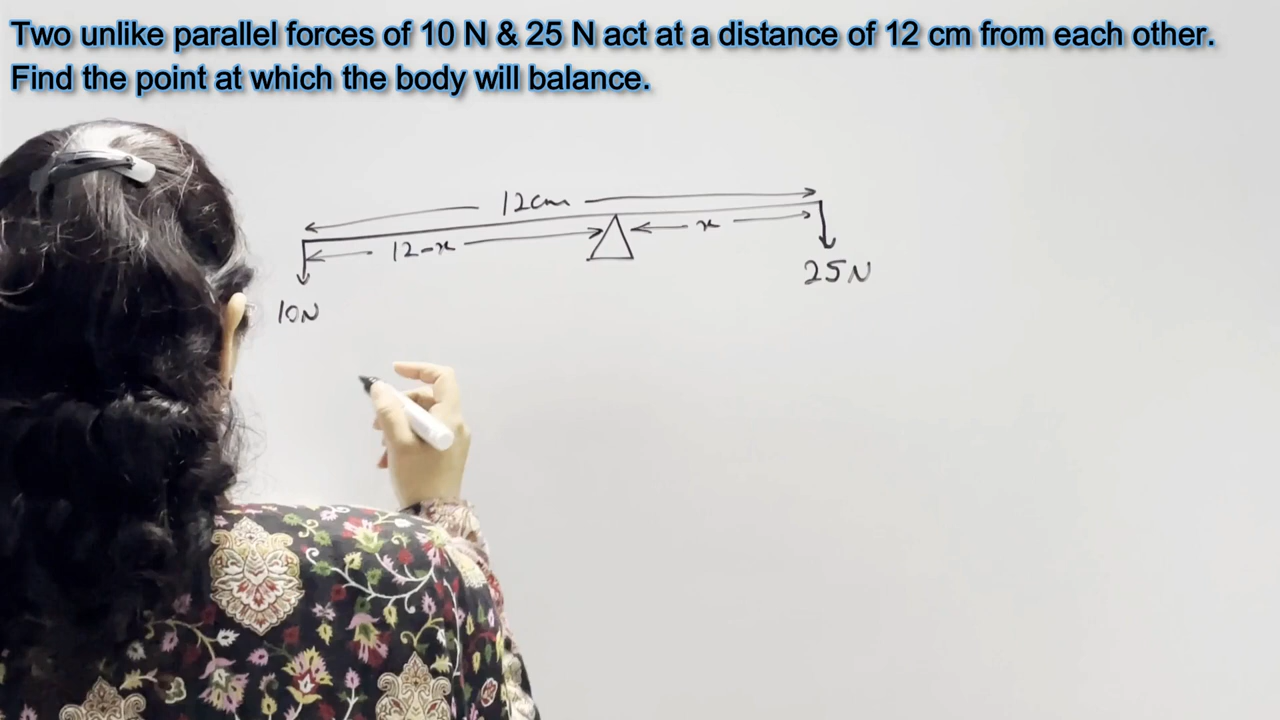 Two unlike parallel forces of 10 N & 25 N act at a distance of 12 cm from each other.
Find the point at which the body will balance.
12cm
12-x
x
10N
25N